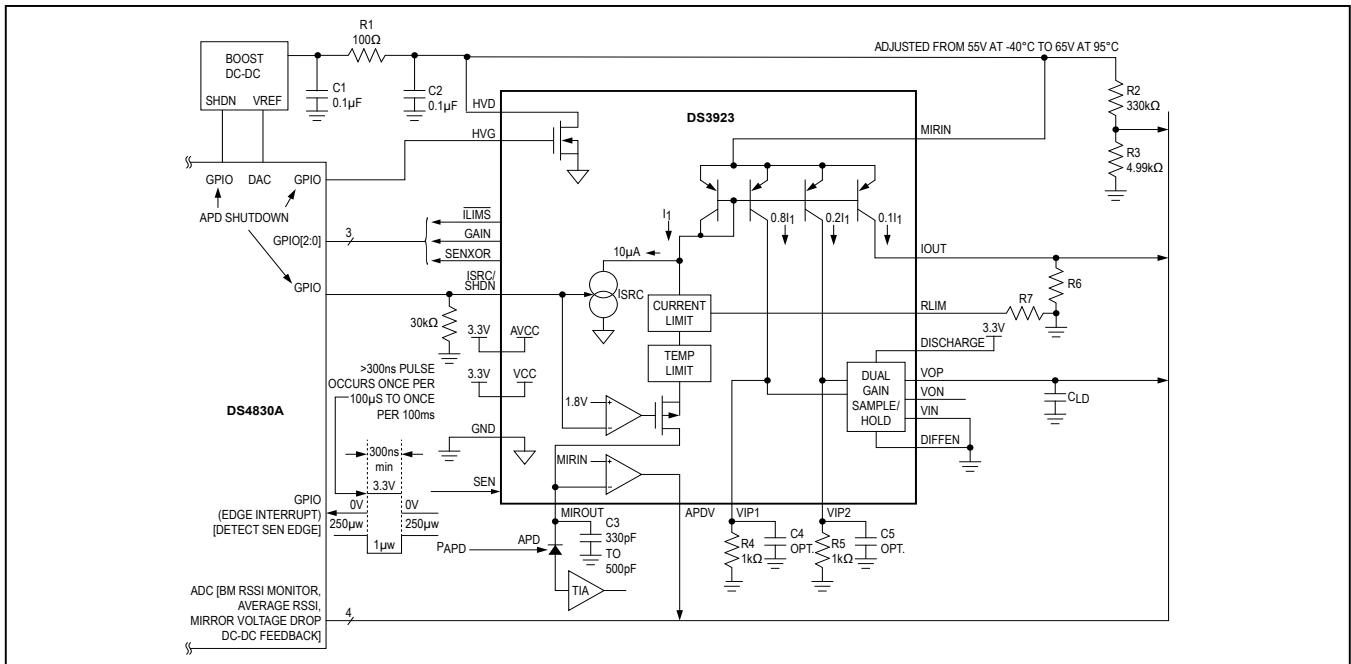 R1
100Ω
ADJUSTED FROM 55V AT -40°C TO 65V AT 95°C
BOOST
DC-DC
SHDN VREF
C1
0.1µF
C2
0.1µF
R2
330kΩ
R3
4.99kΩ
HVD
HVG
DS3923
MIRIN
GPIO DAC GPIO
APD SHUTDOWN
GPIO[2:0]
3
GPIO
ILIMS
GAIN
SENXOR
ISRC/
SHDN
30kΩ
I1
0.8I1
0.2I1
0.1I1
10µA
ISRC
CURRENT
LIMIT
TEMP
LIMIT
IOUT
RLIM
R7
R6
DISCHARGE
3.3V
3.3V AVCC
3.3V VCC
DUAL
GAIN
SAMPLE/
HOLD
VOP
VON
VIN
DIFFEN
CLD
>300ns PULSE
OCCURS ONCE PER
100µS TO ONCE
PER 100ms
DS4830A
1.8V
GND
MIRIN
300ns
min
3.3V
SEN
GPIO
(EDGE INTERRUPT)
[DETECT SEN EDGE]
0V 0V
250µw 250µw
1µw
MIROUT
APDV
VIP1
VIP2
C3
330pF
TO
500pF
PAPD
APD
TIA
R4
1kΩ
C4
OPT.
R5
1kΩ
C5
OPT.
ADC [BM RSSI MONITOR,
AVERAGE RSSI,
MIRROR VOLTAGE DROP
DC-DC FEEDBACK]
4